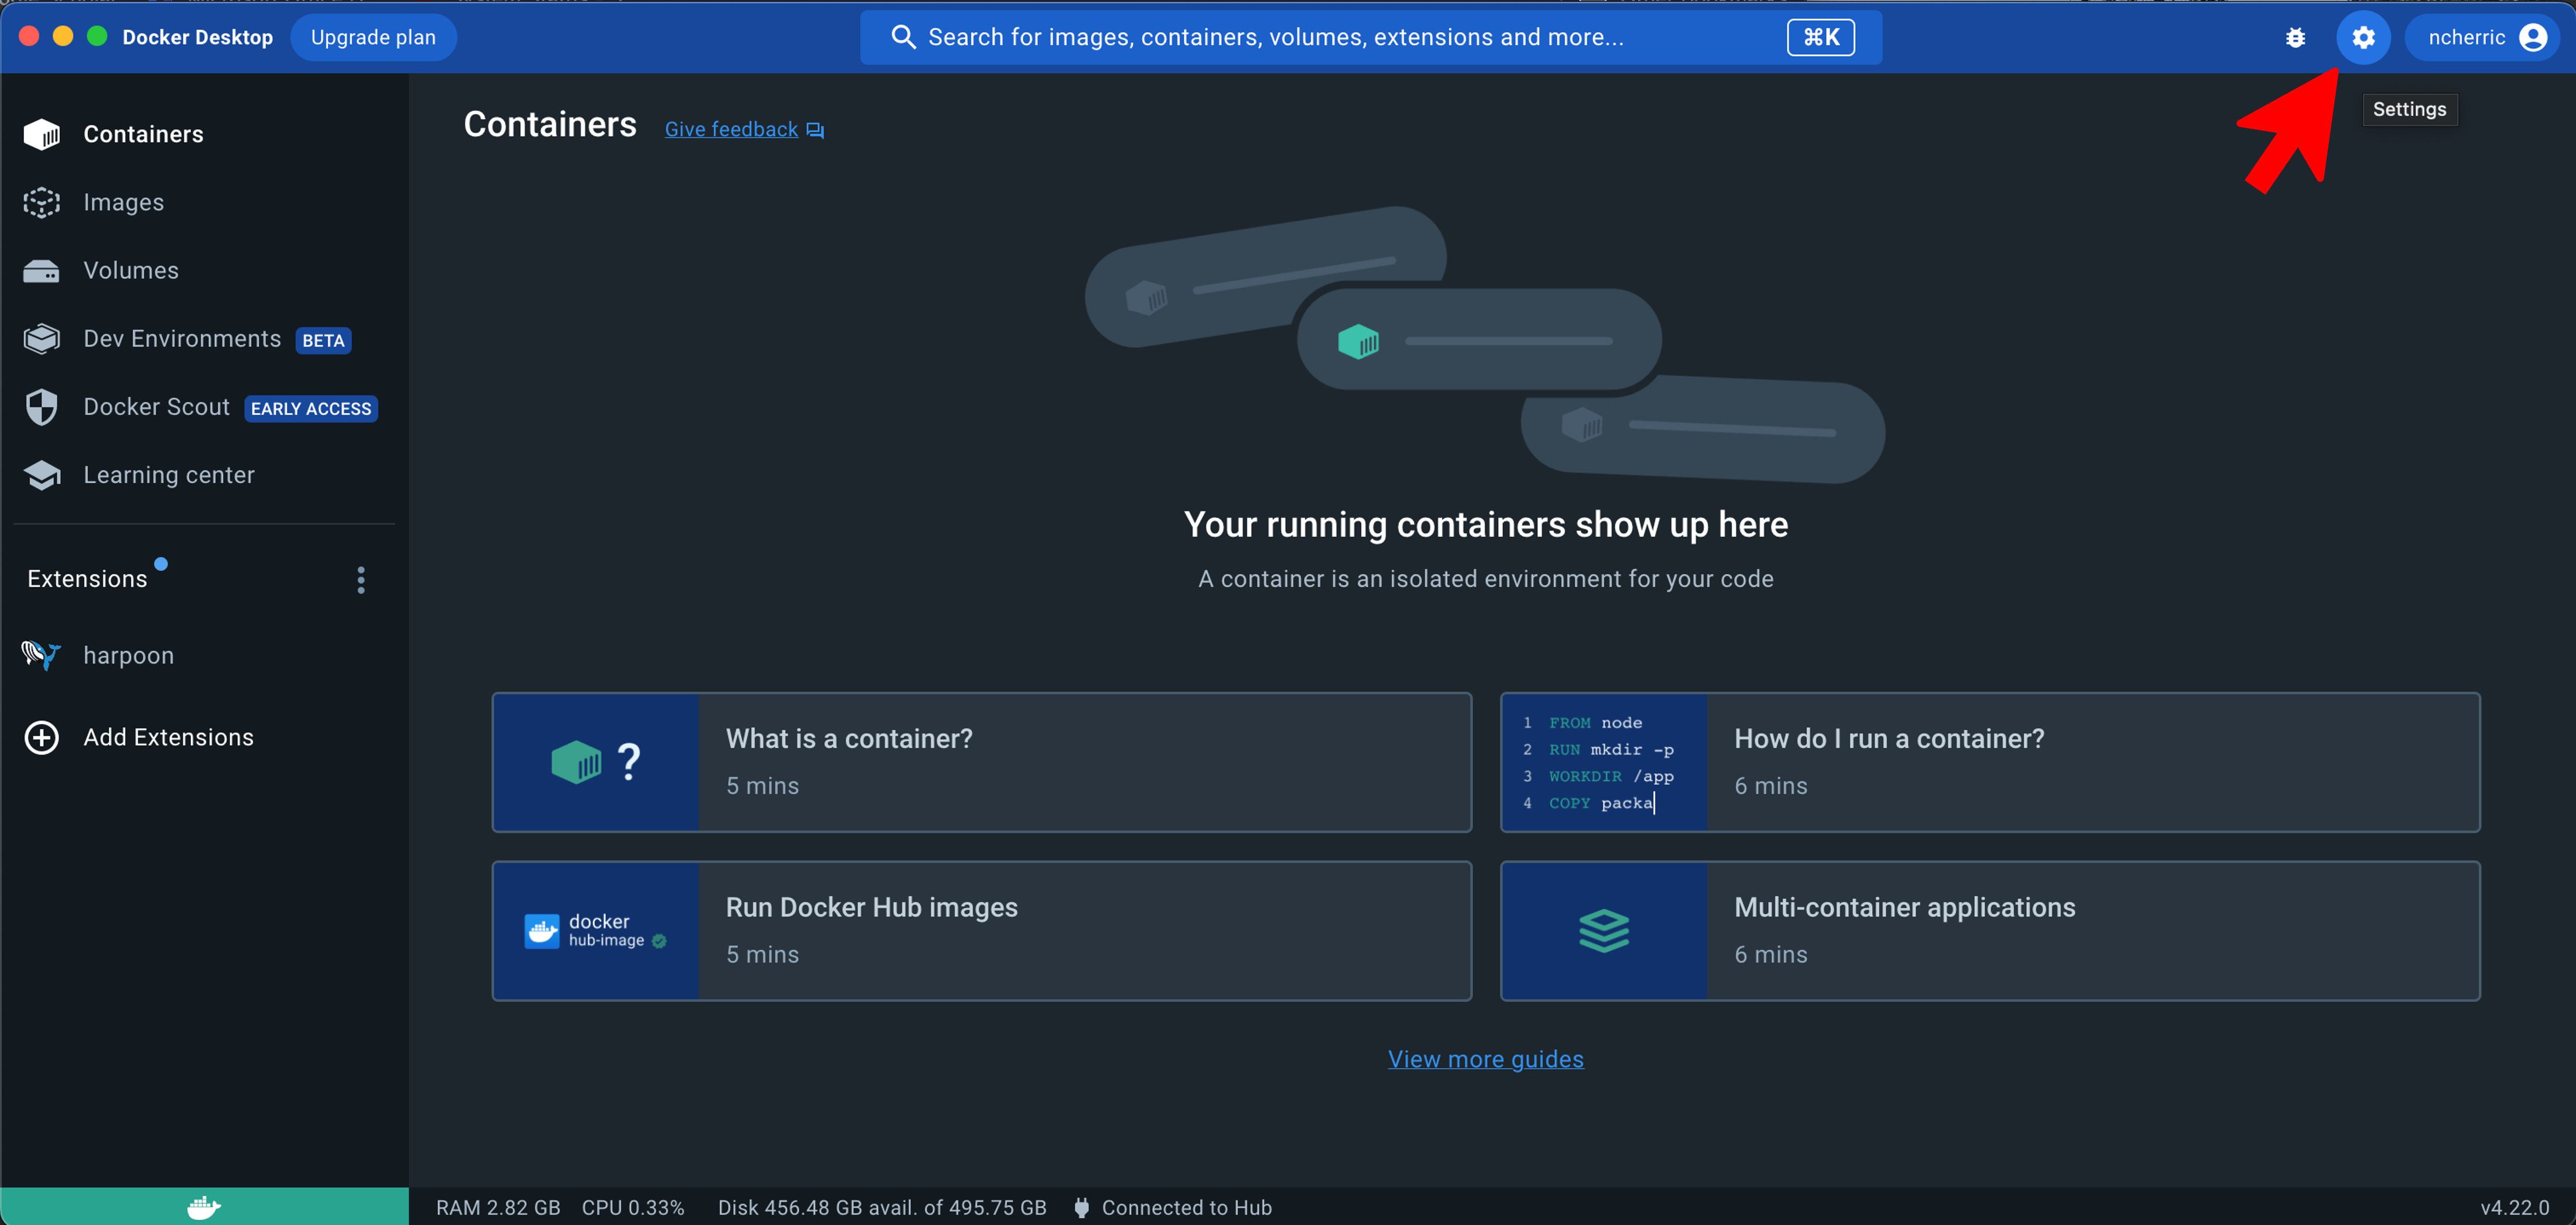 Docker Desktop
Upgrade plan
Search for images, containers, volumes, extensions and more...
⌘K
ncherric
Settings
Containers
Images
Volumes
Dev Environments BETA
Docker Scout EARLY ACCESS
Learning center
Extensions
harpoon
Add Extensions
Containers
Give feedback
Your running containers show up here
A container is an isolated environment for your code
?
What is a container?
5 mins
1 FROM node
2 RUN mkdir -p
3 WORKDIR /app
4 COPY packa
How do I run a container?
6 mins
docker
hub-image
Run Docker Hub images
5 mins
Multi-container applications
6 mins
View more guides
RAM 2.82 GB CPU 0.33% Disk 456.48 GB avail. of 495.75 GB Connected to Hub
v4.22.0